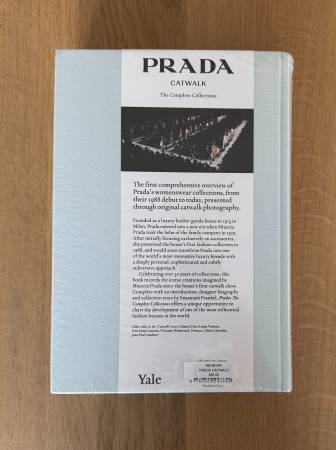 PRADA
CATWALK
The Complete Collections
The first comprehensive overview of
Prada's womenswear collections, from
their 1988 debut to today, presented
through original catwalk photography.
Founded as a luxury leather goods house in 1913 in
Milan, Prada entered into a new era when Miuccia
Prada took the helm of the family company in 1979.
After initially focusing exclusively on accessories,
she presented the house's first fashion collection in
1988, and would soon transform Prada into one
of the world's most innovative luxury brands with
a deeply personal, sophisticated and subtly
subversive approach.
Celebrating over 30 years of collections, this
book records the iconic creations imagined by
Miuccia Prada since the house's first catwalk show.
Complete with an introduction, designer biography
and collection texts by Susannah Frankel, Prada: The
Complete Collections offers a unique opportunity to
chart the development of one of the most influential
fashion houses in the world.
Yale
PRADA CATWALK